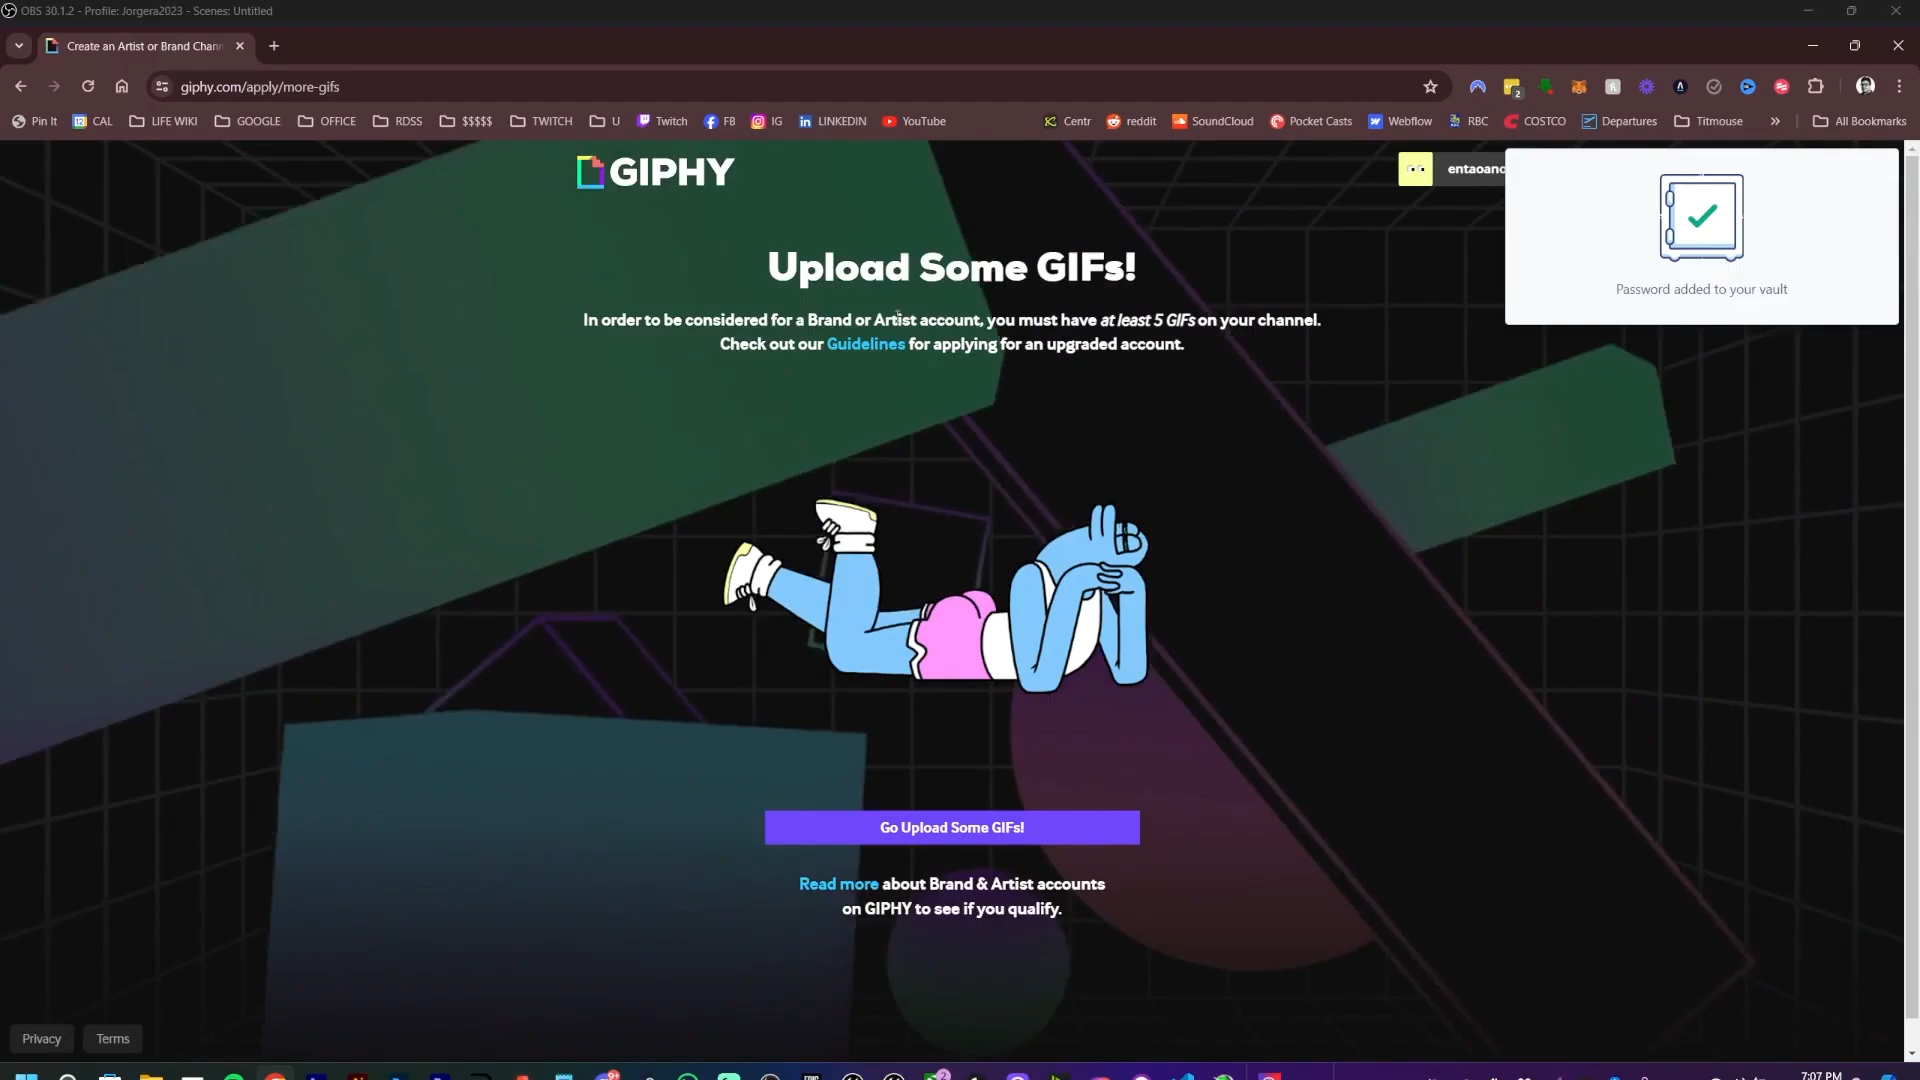 OBS 30.1.2 - Profile: Jorgera2023 - Scenes: Untitled
Create an Artist or Brand Chann
giphy.com/apply/more-gifs
2
Pin It
CAL
LIFE WIKI
GOOGLE
OFFICE
RDSS
$$$$$
TWITCH
U
Twitch
FB
IG
LINKEDIN
YouTube
Centr
reddit
SoundCloud
Pocket Casts
Webflow
RBC
COSTCO
Departures
Titmouse
All Bookmarks
GIPHY
entaoand
Password added to your vault
Upload Some GIFs!
In order to be considered for a Brand or Artist account, you must have at least 5 GIFs on your channel.
Check out our Guidelines for applying for an upgraded account.
Go Upload Some GIFs!
Read more about Brand & Artist accounts
on GIPHY to see if you qualify.
Privacy
Terms
7:07 PM